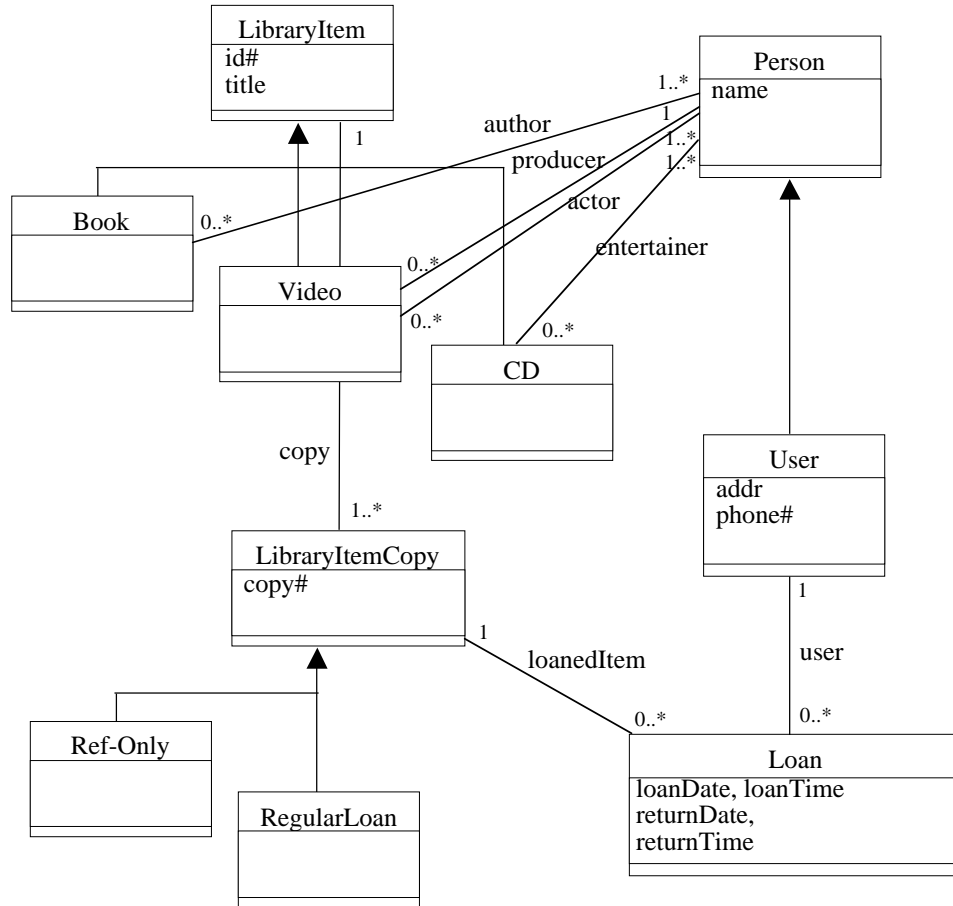 LibraryItem
id#
title
Person
name
1..*
1
1
1..*
1..*
author
producer
actor
entertainer
Book
0..*
Video
0..*
0..*
0..*
CD
copy
1..*
User
addr
phone#
LibraryItemCopy
copy#
1
1
loanedItem
user
0..*
0..*
Ref-Only
RegularLoan
Loan
loanDate, loanTime
returnDate,
returnTime